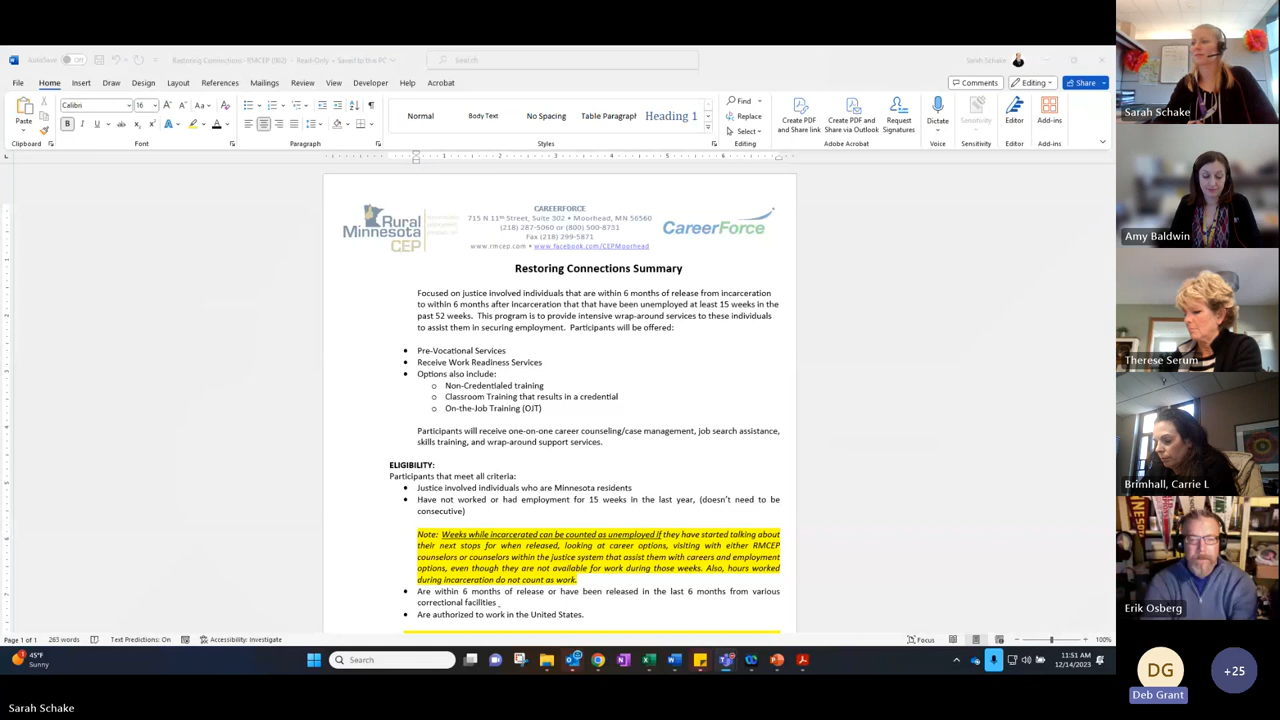 AutoSave Off Restoring Connections- RMCEP (502) - Read-Only • Saved to this PC Search Sarah Schake
File Home Insert Draw Design Layout References Mailings Review View Developer Help Acrobat Comments Editing Share
Calibri 16 Normal Body Text No Spacing Table Paragraph Heading 1 Find Replace Select
Paste Create PDF and Share link Create PDF and Share via Outlook Request Signatures Dictate Sensitivity Editor Add-ins
Clipboard Font Paragraph Styles Editing Adobe Acrobat Voice Sensitivity Editor Add-ins
Rural Minnesota CEP
CAREERFORCE
715 N 11th Street, Suite 302 • Moorhead, MN 56560
(218) 287-5060 or (800) 500-8731
Fax (218) 299-5871
www.rmcep.com • www.facebook.com/CEPMoorhead
CareerForce
Restoring Connections Summary
Focused on justice involved individuals that are within 6 months of release from incarceration
to within 6 months after incarceration that that have been unemployed at least 15 weeks in the
past 52 weeks. This program is to provide intensive wrap-around services to these individuals
to assist them in securing employment. Participants will be offered:
• Pre-Vocational Services
• Receive Work Readiness Services
• Options also include:
o Non-Credentialed training
o Classroom Training that results in a credential
o On-the-Job Training (OJT)
Participants will receive one-on-one career counseling/case management, job search assistance,
skills training, and wrap-around support services.
ELIGIBILITY:
Participants that meet all criteria:
• Justice involved individuals who are Minnesota residents
• Have not worked or had employment for 15 weeks in the last year, (doesn't need to be
consecutive)
Note: Weeks while incarcerated can be counted as unemployed if they have started talking about
their next stops for when released, looking at career options, visiting with either RMCEP
counselors or counselors within the justice system that assist them with careers and employment
options, even though they are not available for work during those weeks. Also, hours worked
during incarceration do not count as work.
• Are within 6 months of release or have been released in the last 6 months from various
correctional facilities
• Are authorized to work in the United States.
Page 1 of 1 263 words Text Predictions: On Accessibility: Investigate Focus 100%
45°F
Sunny
Search
11:51 AM
12/14/2023
Sarah Schake
Amy Baldwin
Therese Serum
Brimhall, Carrie L
Erik Osberg
DG
Deb Grant
+25
Sarah Schake